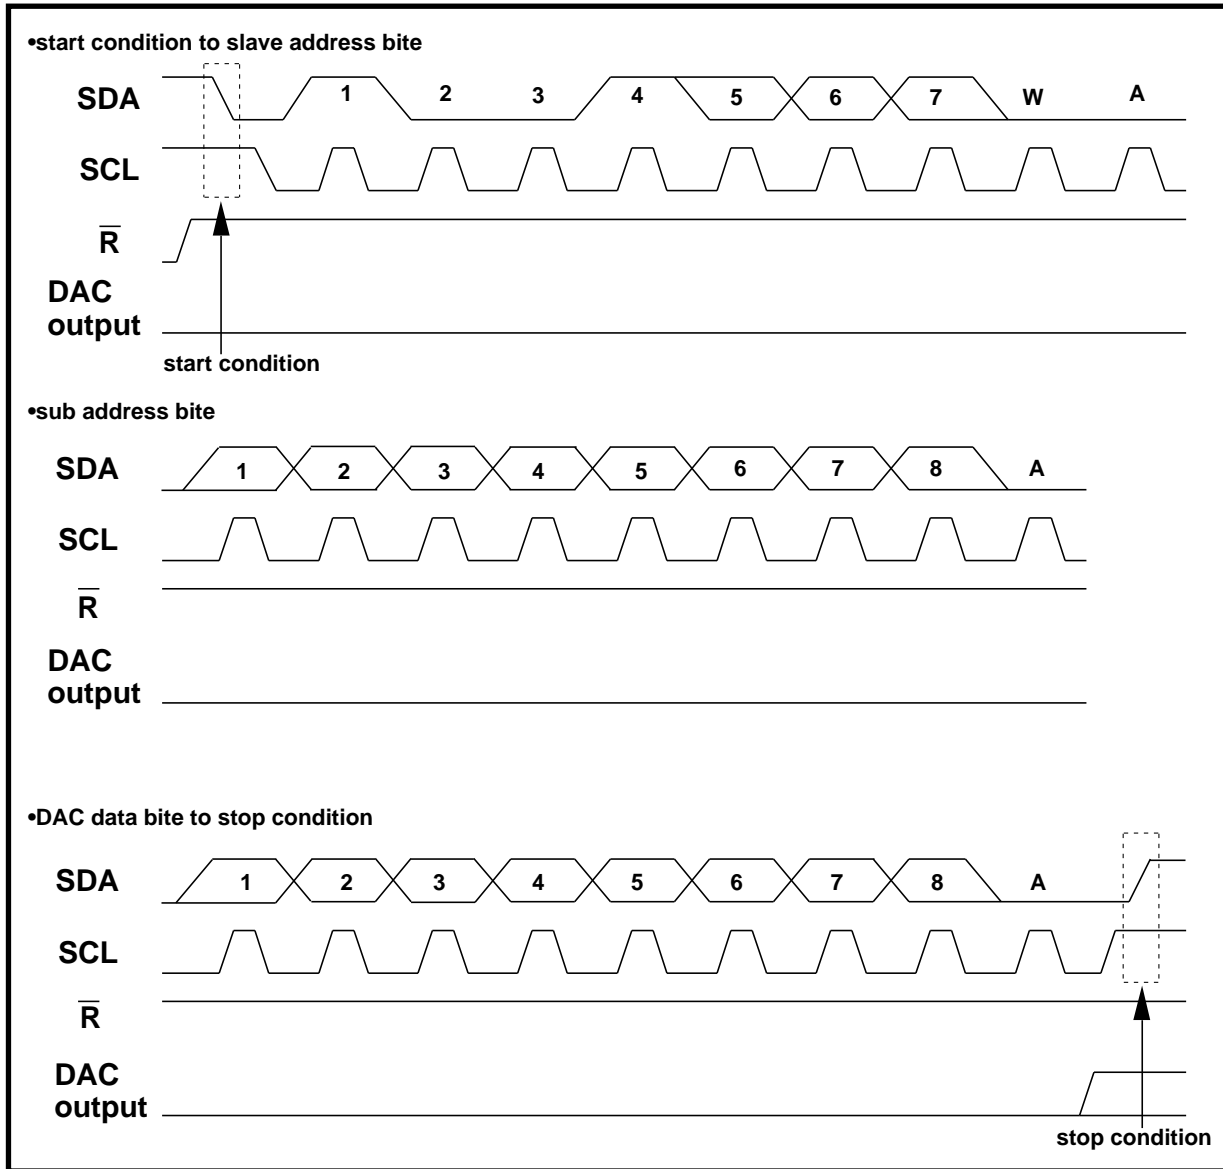 •start condition to slave address bite
SDA 1 2 3 4 5 6 7 W A
SCL
R̅
DAC
output
start condition
•sub address bite
SDA 1 2 3 4 5 6 7 8 A
SCL
R̅
DAC
output
•DAC data bite to stop condition
SDA 1 2 3 4 5 6 7 8 A
SCL
R̅
DAC
output
stop condition